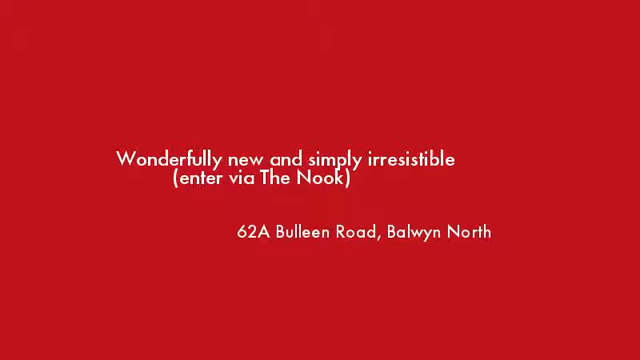 Wonderfully new and simply irresistible
(enter via The Nook)
62A Bulleen Road, Balwyn North